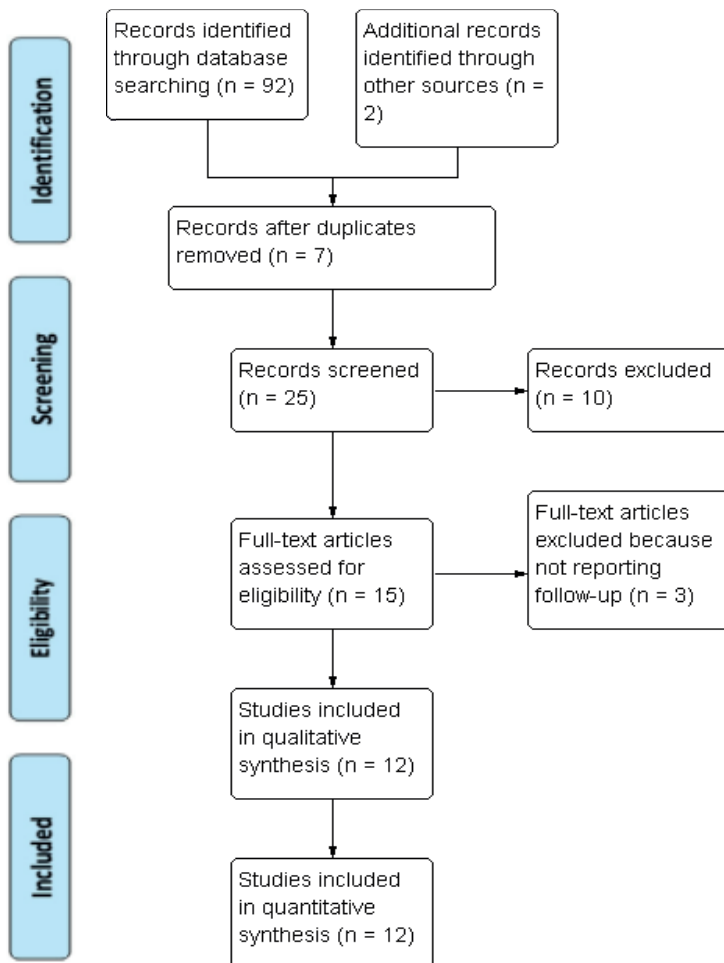 Identification
Records identified
through database
searching (n = 92)
Additional records
identified through
other sources (n =
2)
Records after duplicates
removed (n = 7)
Screening
Records screened
(n = 25)
Records excluded
(n = 10)
Eligibility
Full-text articles
assessed for
eligibility (n = 15)
Full-text articles
excluded because
not reporting
follow-up (n = 3)
Studies included
in qualitative
synthesis (n = 12)
Included
Studies included
in quantitative
synthesis (n = 12)